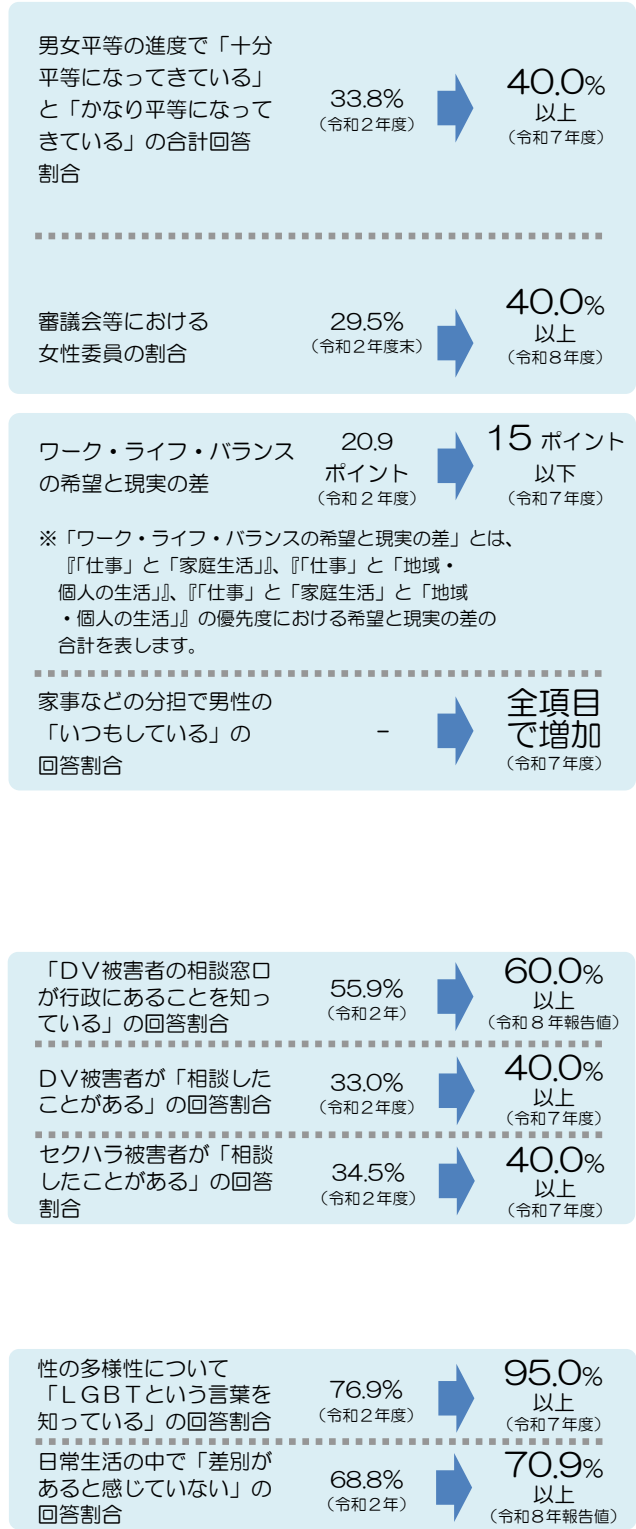 男女平等の進度で「十分
平等になってきている」
と「かなり平等になって
きている」の合計回答
割合
33.8%
（令和２年度）
40.0%
以上
（令和７年度）
審議会等における
女性委員の割合
29.5%
（令和２年度末）
40.0%
以上
（令和８年度）
ワーク・ライフ・バランス
の希望と現実の差
20.9
ポイント
（令和２年度）
15 ポイント
以下
（令和７年度）
※「ワーク・ライフ・バランスの希望と現実の差」とは、
『「仕事」と「家庭生活」』、『「仕事」と「地域・
個人の生活」』、『「仕事」と「家庭生活」と「地域
・個人の生活」』の優先度における希望と現実の差の
合計を表します。
家事などの分担で男性の
「いつもしている」の
回答割合
-
全項目
で増加
（令和７年度）
「ＤＶ被害者の相談窓口
が行政にあることを知っ
ている」の回答割合
55.9%
（令和２年）
60.0%
以上
（令和８年報告値）
ＤＶ被害者が「相談した
ことがある」の回答割合
33.0%
（令和２年度）
40.0%
以上
（令和７年度）
セクハラ被害者が「相談
したことがある」の回答
割合
34.5%
（令和２年度）
40.0%
以上
（令和７年度）
性の多様性について
「ＬＧＢＴという言葉を
知っている」の回答割合
76.9%
（令和２年度）
95.0%
以上
（令和７年度）
日常生活の中で「差別が
あると感じていない」の
回答割合
68.8%
（令和２年）
70.9%
以上
（令和８年報告値）